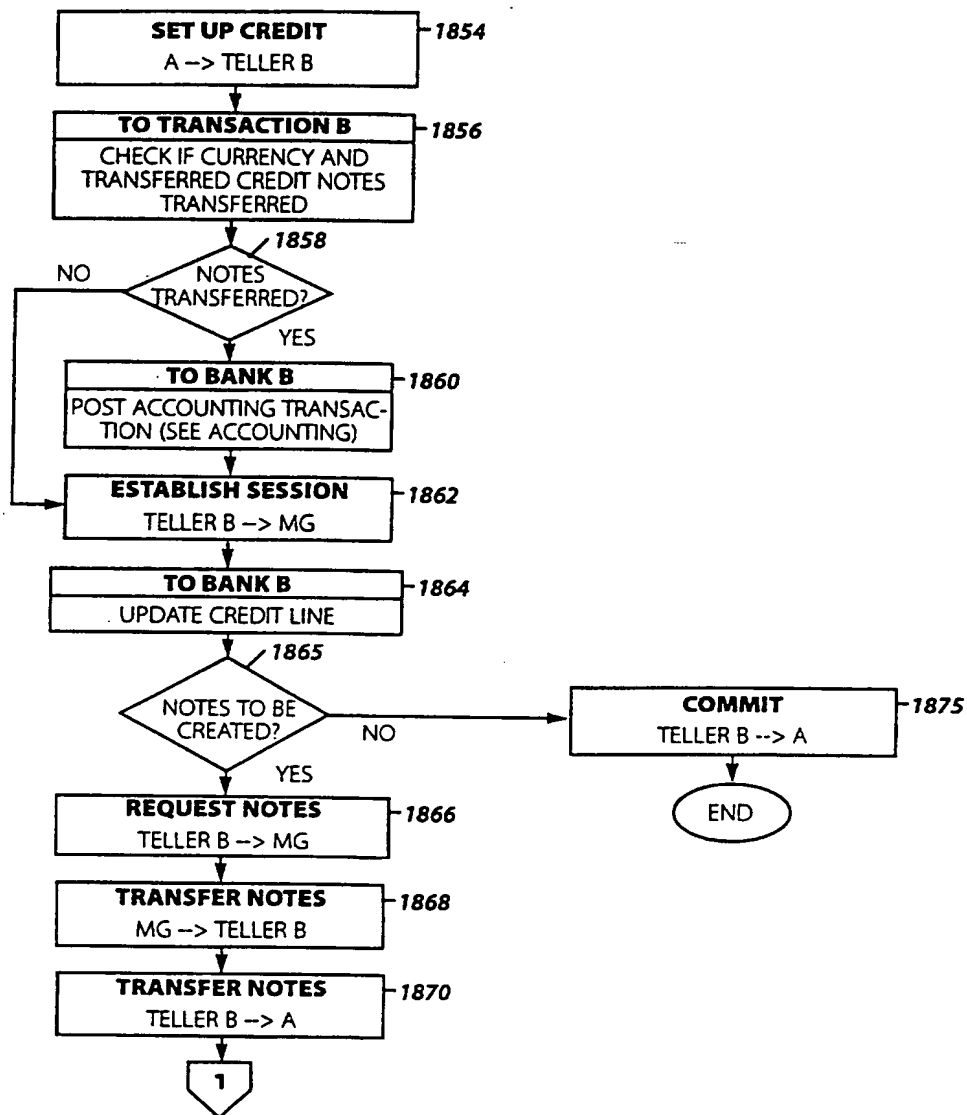 SET UP CREDIT
A --> TELLER B
1854
TO TRANSACTION B
1856
CHECK IF CURRENCY AND
TRANSFERRED CREDIT NOTES
TRANSFERRED
1858
NO
NOTES
TRANSFERRED?
YES
TO BANK B
1860
POST ACCOUNTING TRANSAC-
TION (SEE ACCOUNTING)
ESTABLISH SESSION
1862
TELLER B --> MG
TO BANK B
1864
UPDATE CREDIT LINE
1865
NOTES TO BE
CREATED?
NO
YES
COMMIT
1875
TELLER B --> A
END
REQUEST NOTES
1866
TELLER B --> MG
TRANSFER NOTES
1868
MG --> TELLER B
TRANSFER NOTES
1870
TELLER B --> A
1